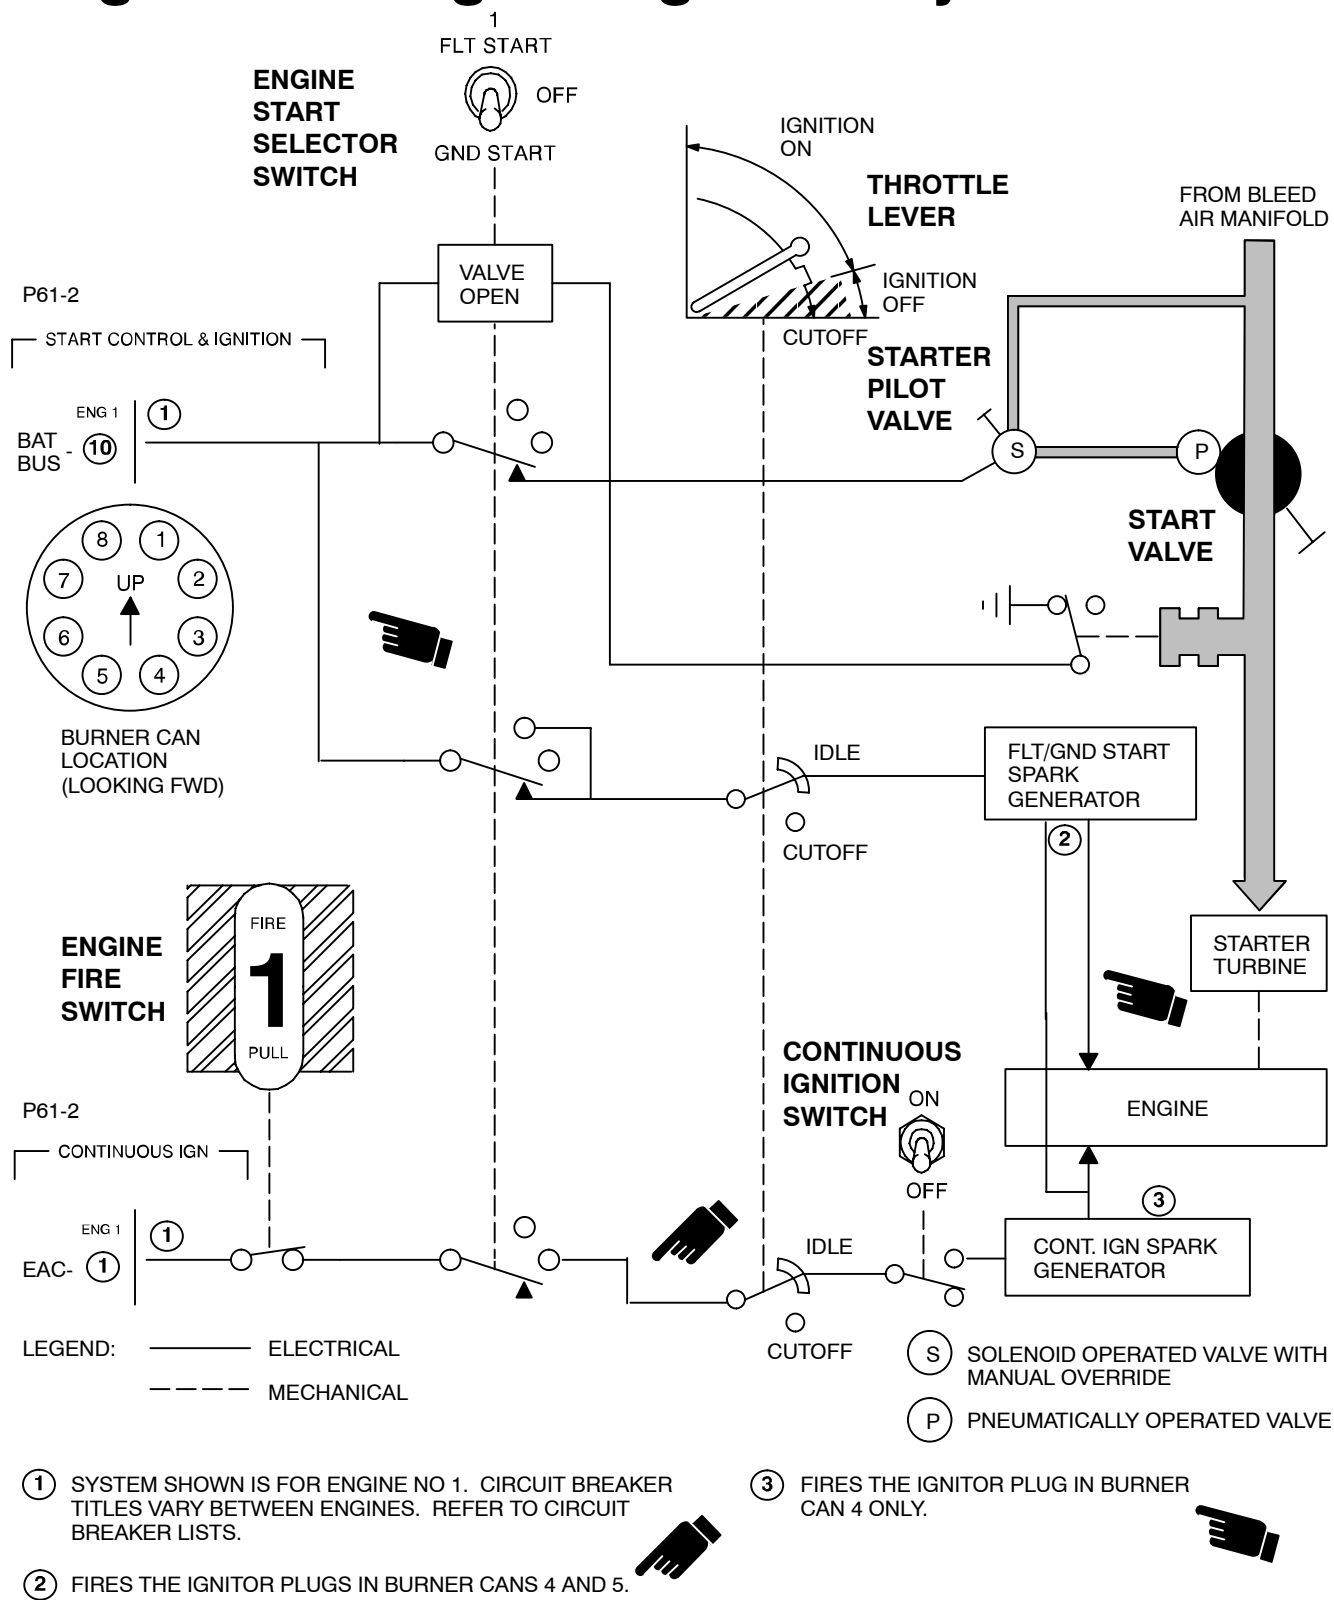 1
FLT START
OFF
GND START
ENGINE
START
SELECTOR
SWITCH
IGNITION
ON
THROTTLE
LEVER
IGNITION
OFF
CUTOFF
FROM BLEED
AIR MANIFOLD
P61-2
START CONTROL & IGNITION
VALVE
OPEN
STARTER
PILOT
VALVE
ENG 1
1
BAT
BUS - 10
S
P
START
VALVE
8
1
7
UP
2
6
3
5
4
BURNER CAN
LOCATION
(LOOKING FWD)
IDLE
CUTOFF
FLT/GND START
SPARK
GENERATOR
2
ENGINE
FIRE
SWITCH
FIRE
1
PULL
STARTER
TURBINE
CONTINUOUS
IGNITION
SWITCH
ON
OFF
ENGINE
P61-2
CONTINUOUS IGN
ENG 1
1
EAC- 1
IDLE
CUTOFF
3
CONT. IGN SPARK
GENERATOR
LEGEND:
ELECTRICAL
MECHANICAL
S SOLENOID OPERATED VALVE WITH
MANUAL OVERRIDE
P PNEUMATICALLY OPERATED VALVE
1 SYSTEM SHOWN IS FOR ENGINE NO 1. CIRCUIT BREAKER
TITLES VARY BETWEEN ENGINES. REFER TO CIRCUIT
BREAKER LISTS.
2 FIRES THE IGNITOR PLUGS IN BURNER CANS 4 AND 5.
3 FIRES THE IGNITOR PLUG IN BURNER
CAN 4 ONLY.